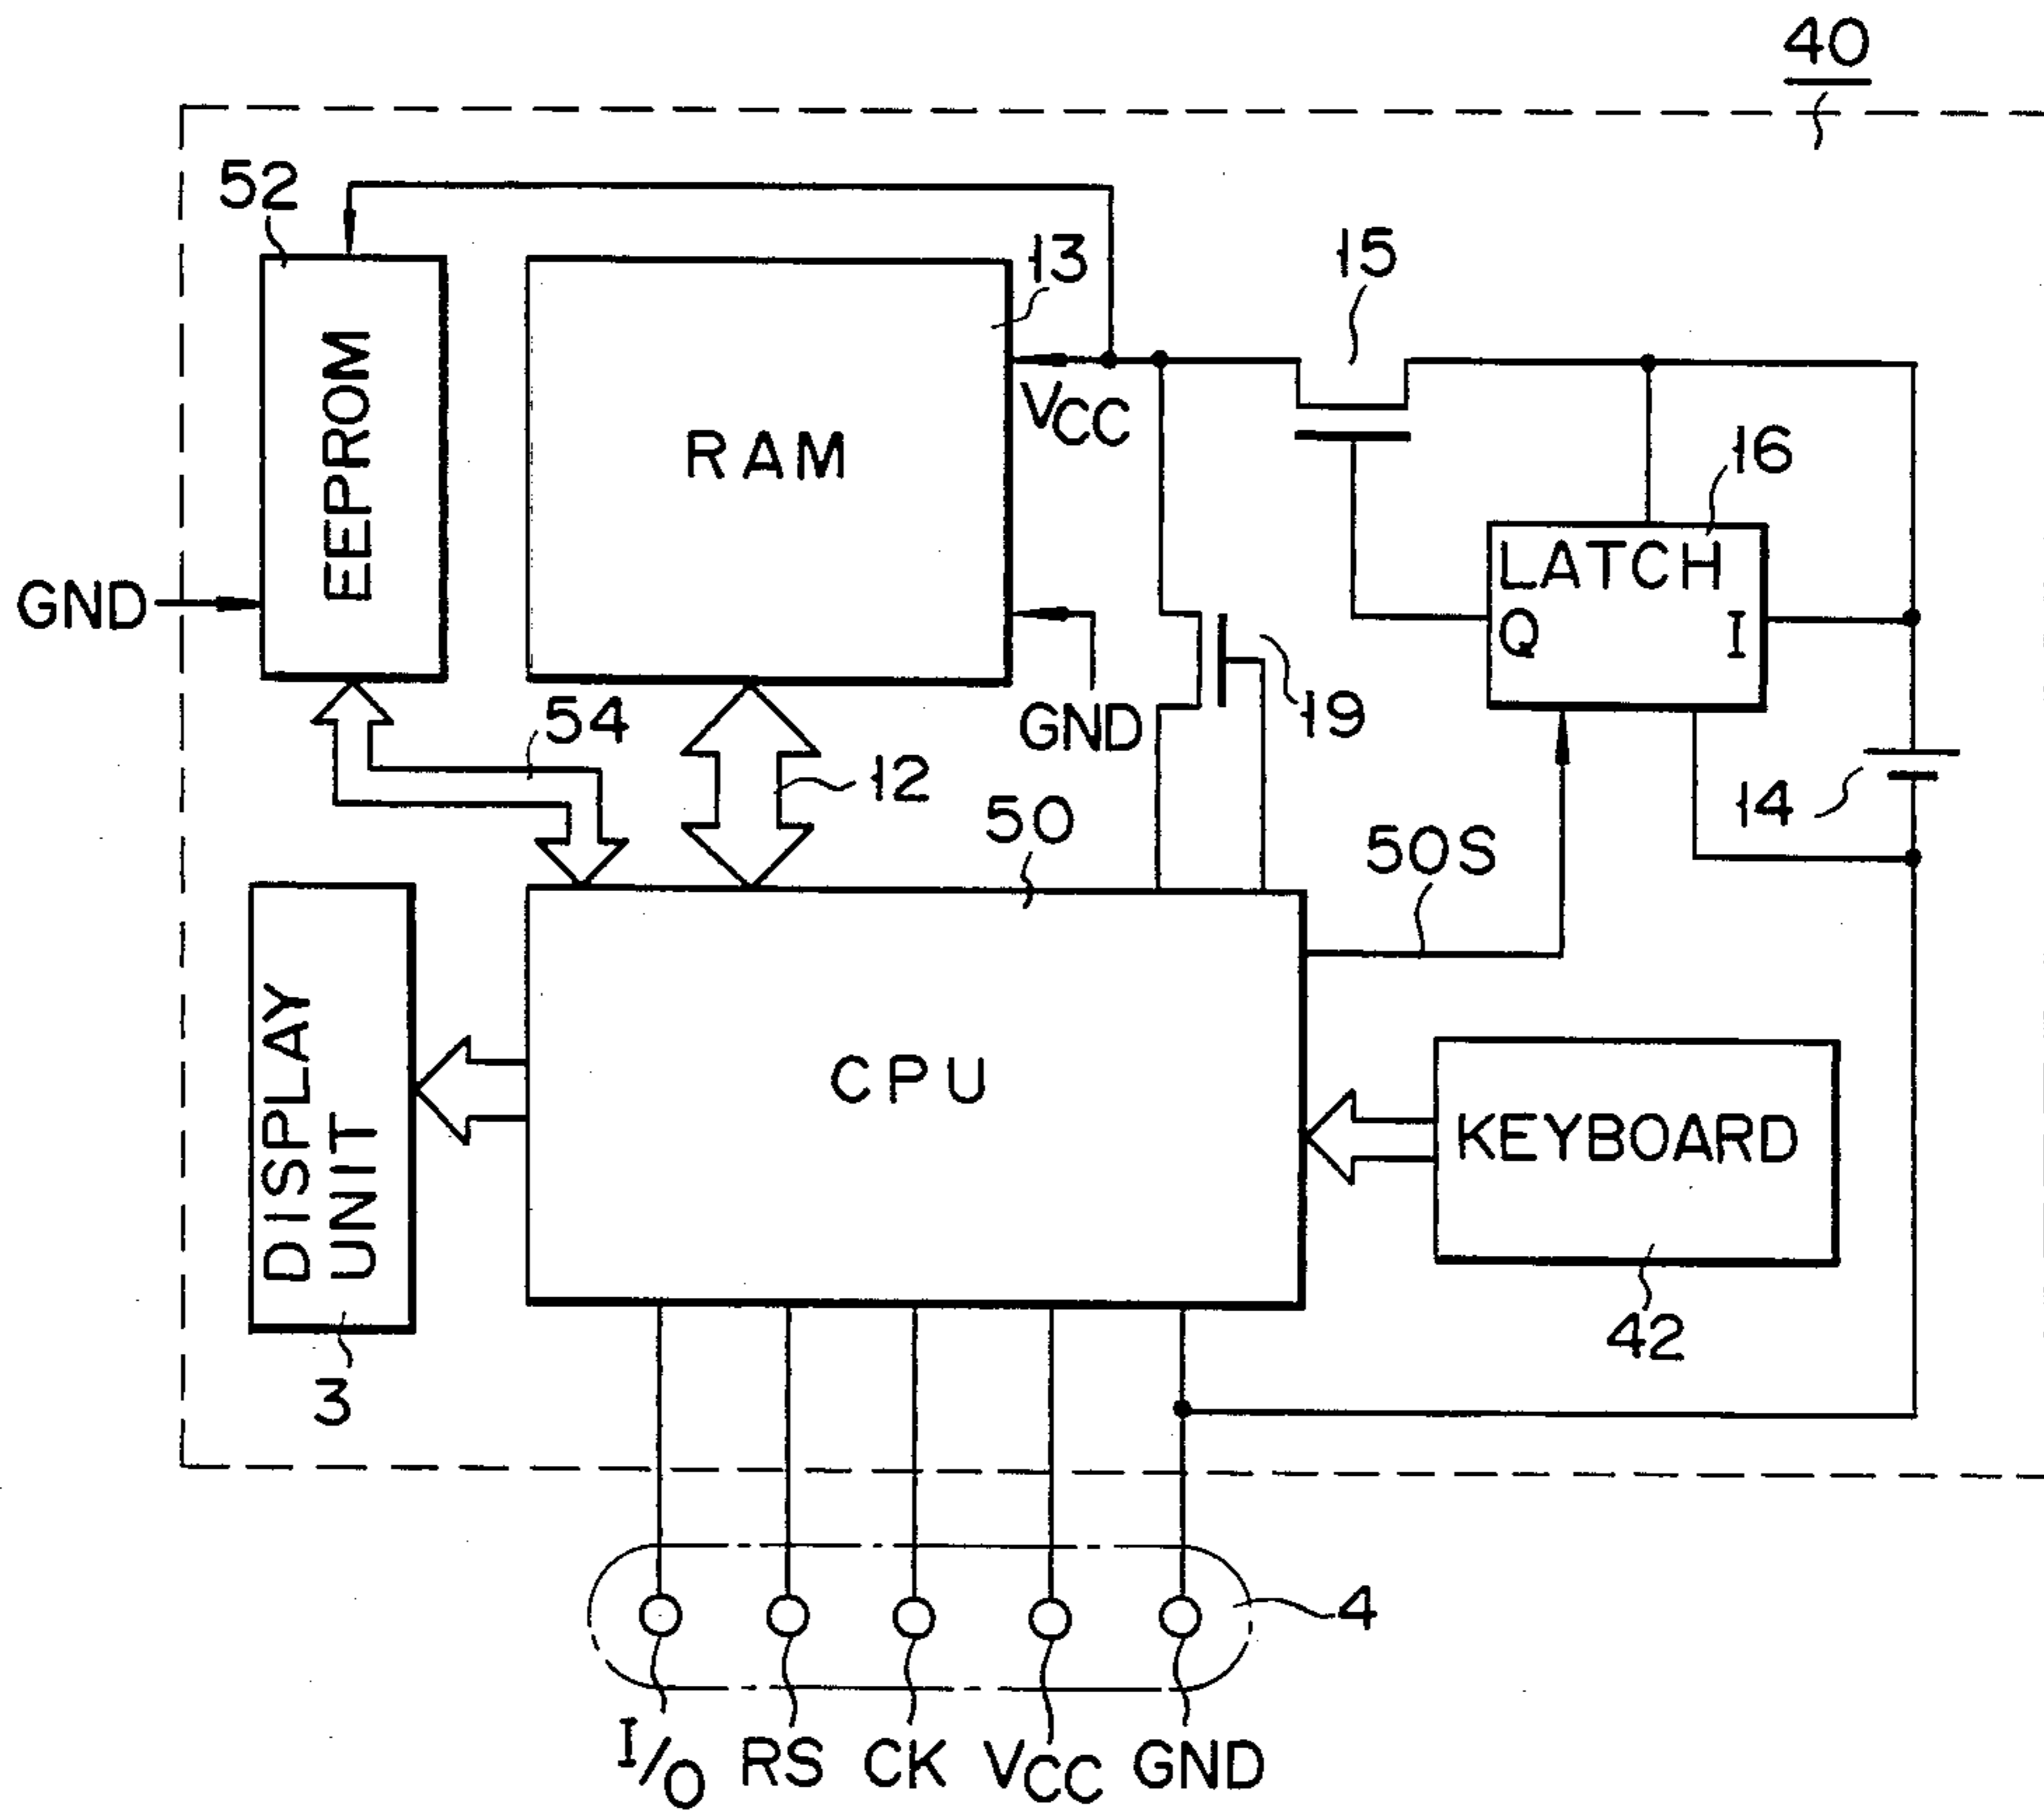 40
52
13
15
EEPROM
RAM
VCC
16
LATCH
Q
I
GND
GND
19
54
12
14
50
50S
DISPLAY
UNIT
CPU
KEYBOARD
42
3
4
I/O
RS
CK
VCC
GND